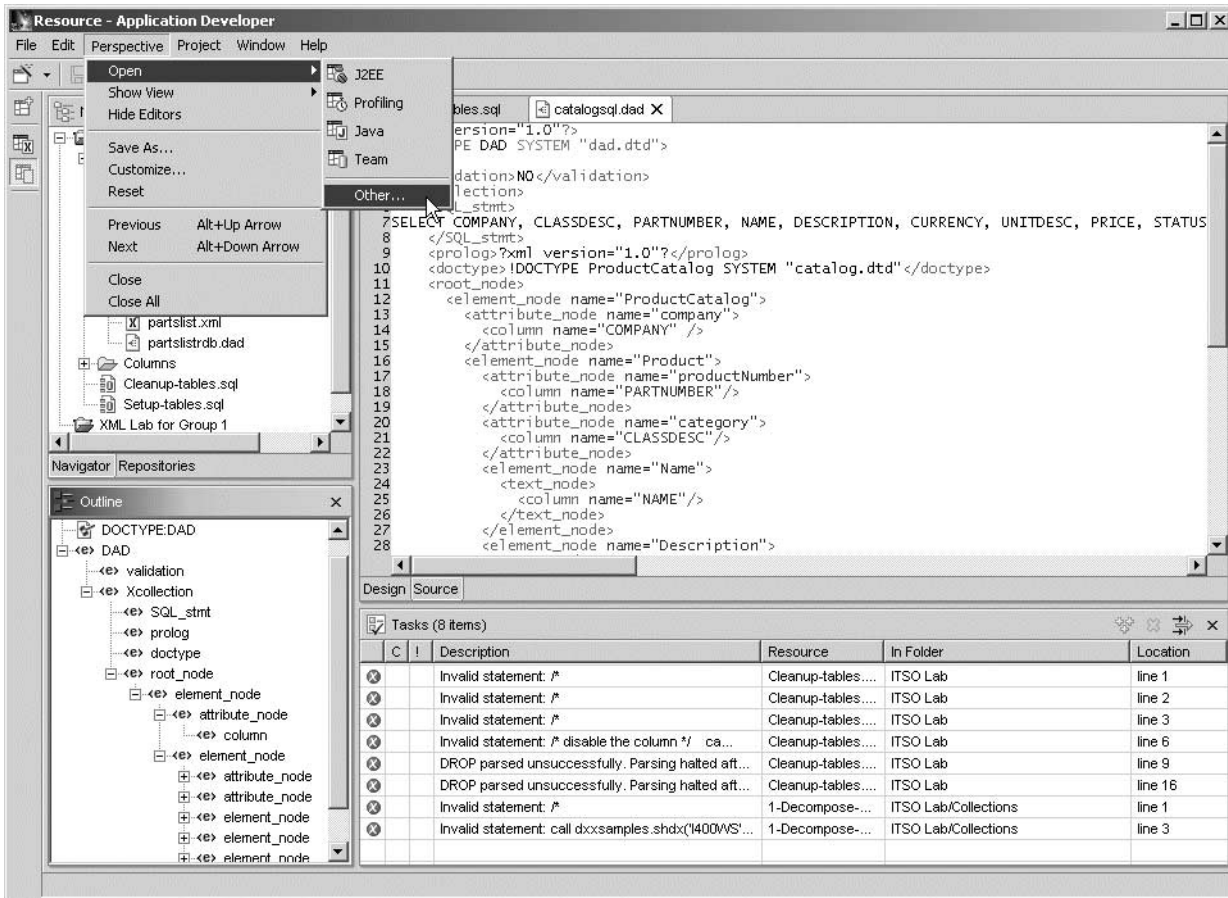 Resource - Application Developer
File Edit Perspective Project Window Help
Open
Show View
Hide Editors
Save As...
Customize...
Reset
Previous Alt+Up Arrow
Next Alt+Down Arrow
Close
Close All
J2EE
Profiling
Java
Team
Other...
partslist.xml
partslistrdb.dad
Columns
Cleanup-tables.sql
Setup-tables.sql
XML Lab for Group 1
Navigator Repositories
Outline
DOCTYPE:DAD
DAD
validation
Xcollection
SQL_stmt
prolog
doctype
root_node
element_node
attribute_node
column
element_node
attribute_node
attribute_node
element_node
element_node
element_node
bles.sql catalogsql.dad
ersion="1.0"?>
PE DAD SYSTEM "dad.dtd">
dation>NO</validation>
lection>
L_stmt>
7 SELECT COMPANY, CLASSDESC, PARTNUMBER, NAME, DESCRIPTION, CURRENCY, UNITDESC, PRICE, STATUS
8 </SQL_stmt>
9 <prolog>?xml version="1.0"?</prolog>
10 <doctype>!DOCTYPE ProductCatalog SYSTEM "catalog.dtd"</doctype>
11 <root_node>
12 <element_node name="ProductCatalog">
13 <attribute_node name="company">
14 <column name="COMPANY" />
15 </attribute_node>
16 <element_node name="Product">
17 <attribute_node name="productNumber">
18 <column name="PARTNUMBER"/>
19 </attribute_node>
20 <attribute_node name="category">
21 <column name="CLASSDESC"/>
22 </attribute_node>
23 <element_node name="Name">
24 <text_node>
25 <column name="NAME"/>
26 </text_node>
27 </element_node>
28 <element_node name="Description">
Design Source
Tasks (8 items)
C ! Description Resource In Folder Location
Invalid statement: /* Cleanup-tables.... ITSO Lab line 1
Invalid statement: /* Cleanup-tables.... ITSO Lab line 2
Invalid statement: /* Cleanup-tables.... ITSO Lab line 3
Invalid statement: /* disable the column */ ca... Cleanup-tables.... ITSO Lab line 6
DROP parsed unsuccessfully. Parsing halted aft... Cleanup-tables.... ITSO Lab line 9
DROP parsed unsuccessfully. Parsing halted aft... Cleanup-tables.... ITSO Lab line 16
Invalid statement: /* 1-Decompose-... ITSO Lab/Collections line 1
Invalid statement: call dxxsamples.shdx('I400WS'... 1-Decompose-... ITSO Lab/Collections line 3